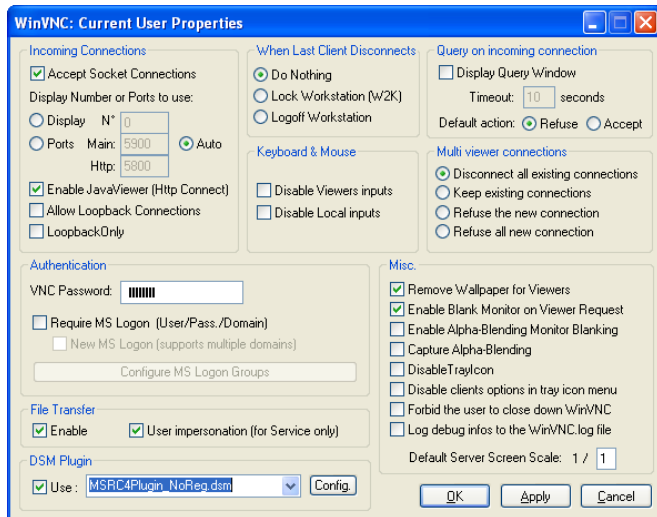 WinVNC: Current User Properties
Incoming Connections
Accept Socket Connections
Display Number or Ports to use:
Display N° 0
Ports Main: 5900 Auto
Http: 5800
Enable JavaViewer (Http Connect)
Allow Loopback Connections
LoopbackOnly
When Last Client Disconnects
Do Nothing
Lock Workstation (W2K)
Logoff Workstation
Keyboard & Mouse
Disable Viewers inputs
Disable Local inputs
Query on incoming connection
Display Query Window
Timeout: 10 seconds
Default action: Refuse Accept
Multi viewer connections
Disconnect all existing connections
Keep existing connections
Refuse the new connection
Refuse all new connection
Authentication
VNC Password:
Require MS Logon (User/Pass./Domain)
New MS Logon (supports multiple domains)
Configure MS Logon Groups
File Transfer
Enable User impersonation (for Service only)
DSM Plugin
Use : MSRC4Plugin_NoReg.dsm Config.
Misc.
Remove Wallpaper for Viewers
Enable Blank Monitor on Viewer Request
Enable Alpha-Blending Monitor Blanking
Capture Alpha-Blending
DisableTrayIcon
Disable clients options in tray icon menu
Forbid the user to close down WinVNC
Log debug infos to the WinVNC.log file
Default Server Screen Scale: 1 / 1
OK Apply Cancel